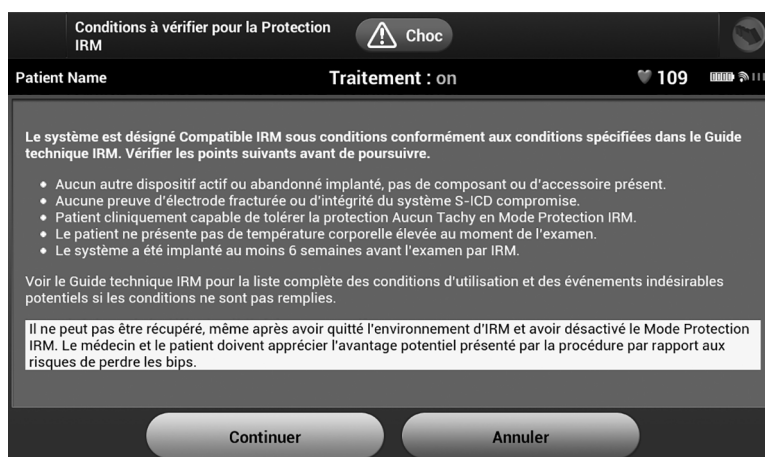 Conditions à vérifier pour la Protection
IRM
Choc
Patient Name
Traitement : on
109
Le système est désigné Compatible IRM sous conditions conformément aux conditions spécifiées dans le Guide
technique IRM. Vérifier les points suivants avant de poursuivre.
• Aucun autre dispositif actif ou abandonné implanté, pas de composant ou d'accessoire présent.
• Aucune preuve d'électrode fracturée ou d'intégrité du système S-ICD compromise.
• Patient cliniquement capable de tolérer la protection Aucun Tachy en Mode Protection IRM.
• Le patient ne présente pas de température corporelle élevée au moment de l'examen.
• Le système a été implanté au moins 6 semaines avant l'examen par IRM.
Voir le Guide technique IRM pour la liste complète des conditions d'utilisation et des événements indésirables
potentiels si les conditions ne sont pas remplies.
Il ne peut pas être récupéré, même après avoir quitté l'environnement d'IRM et avoir désactivé le Mode Protection
IRM. Le médecin et le patient doivent apprécier l'avantage potentiel présenté par la procédure par rapport aux
risques de perdre les bips.
Continuer
Annuler